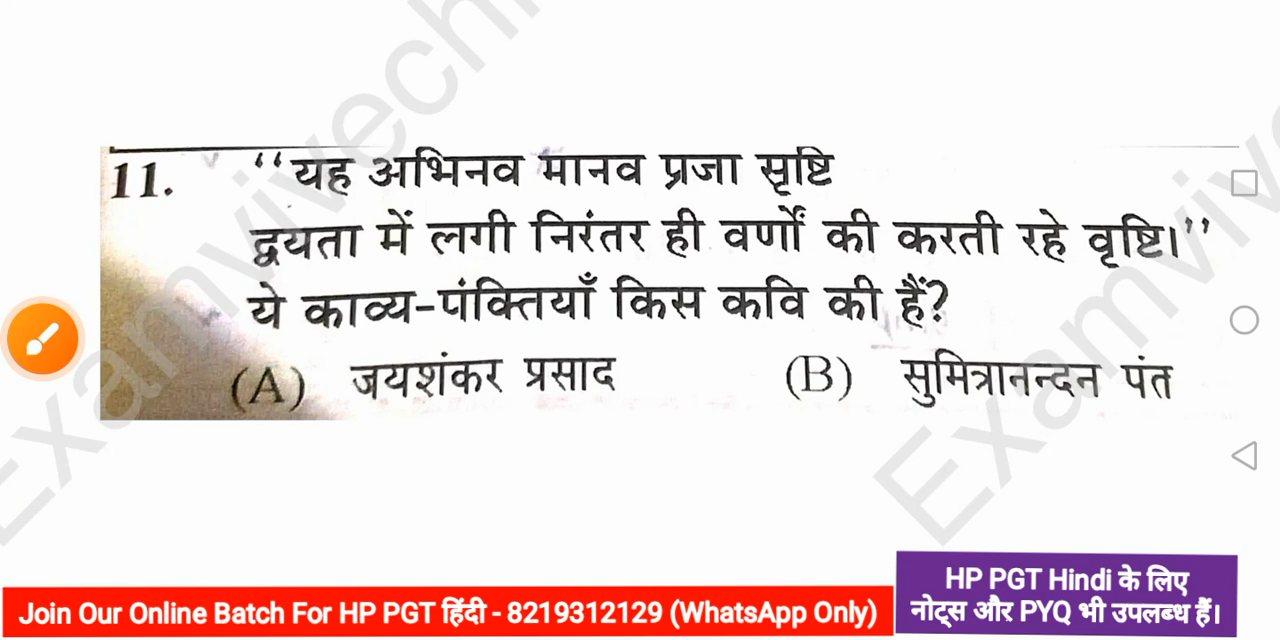 11. “यह अभिनव मानव प्रजा सृष्टि
द्वयता में लगी निरंतर ही वर्णों की करती रहे वृष्टि।”
ये काव्य-पंक्तियाँ किस कवि की हैं?
(A) जयशंकर प्रसाद (B) सुमित्रानन्दन पंत
HP PGT Hindi के लिए
नोट्स और PYQ भी उपलब्ध हैं।
Join Our Online Batch For HP PGT हिंदी - 8219312129 (WhatsApp Only)